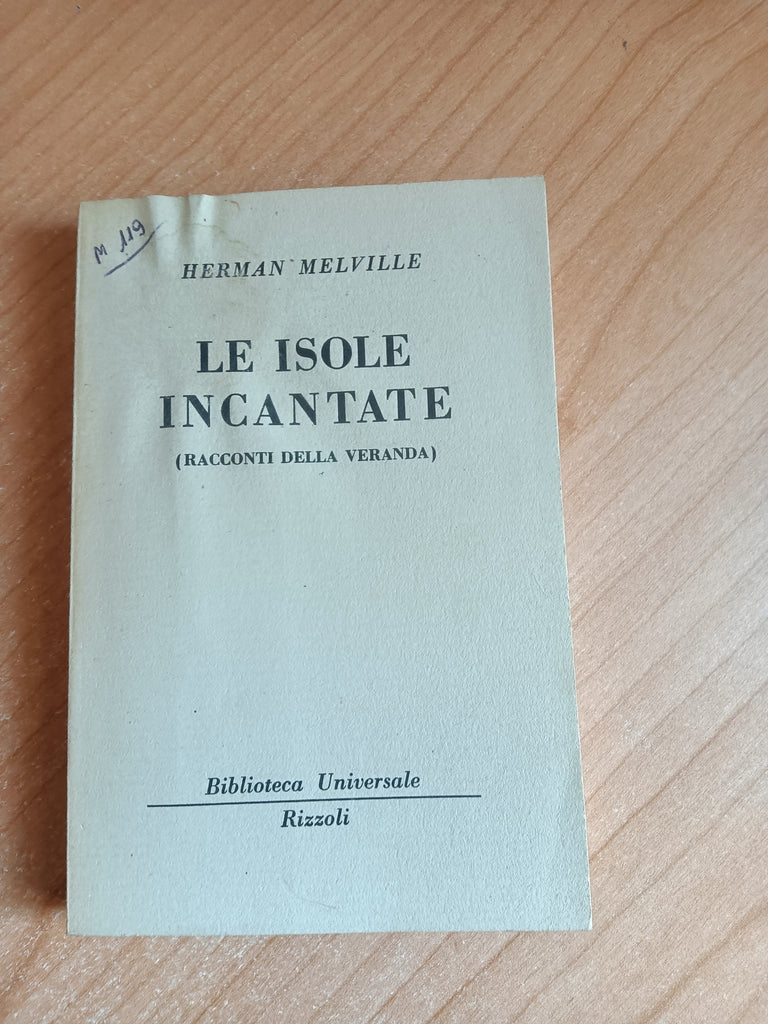 M 119
HERMAN MELVILLE
LE ISOLE
INCANTATE
(RACCONTI DELLA VERANDA)
Biblioteca Universale
Rizzoli